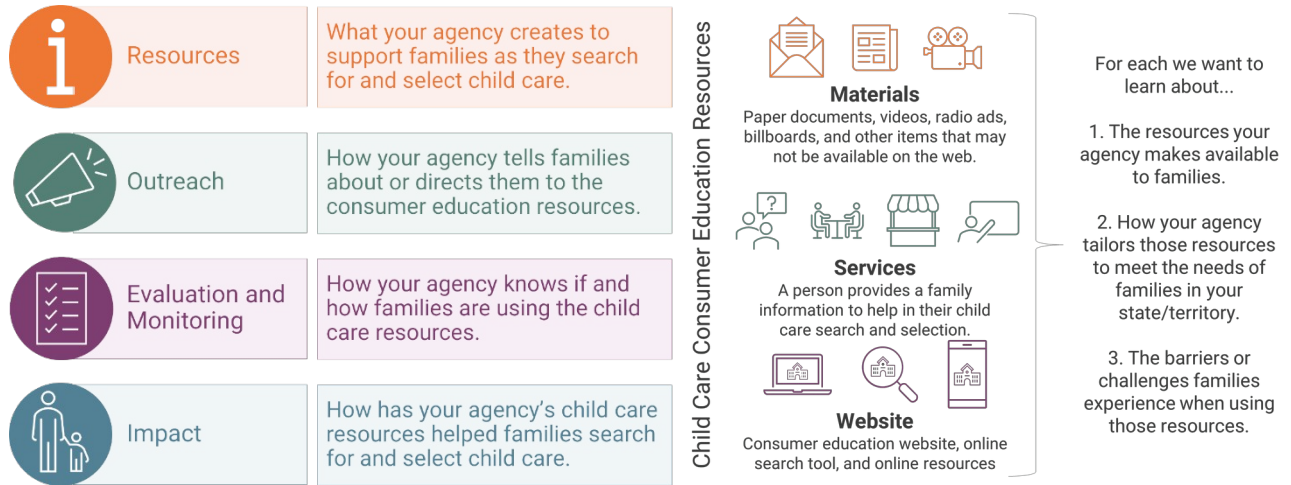 Resources
What your agency creates to
support families as they search
for and select child care.
Outreach
How your agency tells families
about or directs them to the
consumer education resources.
Evaluation and
Monitoring
How your agency knows if and
how families are using the child
care resources.
Impact
How has your agency's child care
resources helped families search
for and select child care.
Child Care Consumer Education Resources
Materials
Paper documents, videos, radio ads,
billboards, and other items that may
not be available on the web.
?
Services
A person provides a family
information to help in their child
care search and selection.
Website
Consumer education website, online
search tool, and online resources
For each we want to
learn about...
1. The resources your
agency makes available
to families.
2. How your agency
tailors those resources
to meet the needs of
families in your
state/territory.
3. The barriers or
challenges families
experience when using
those resources.